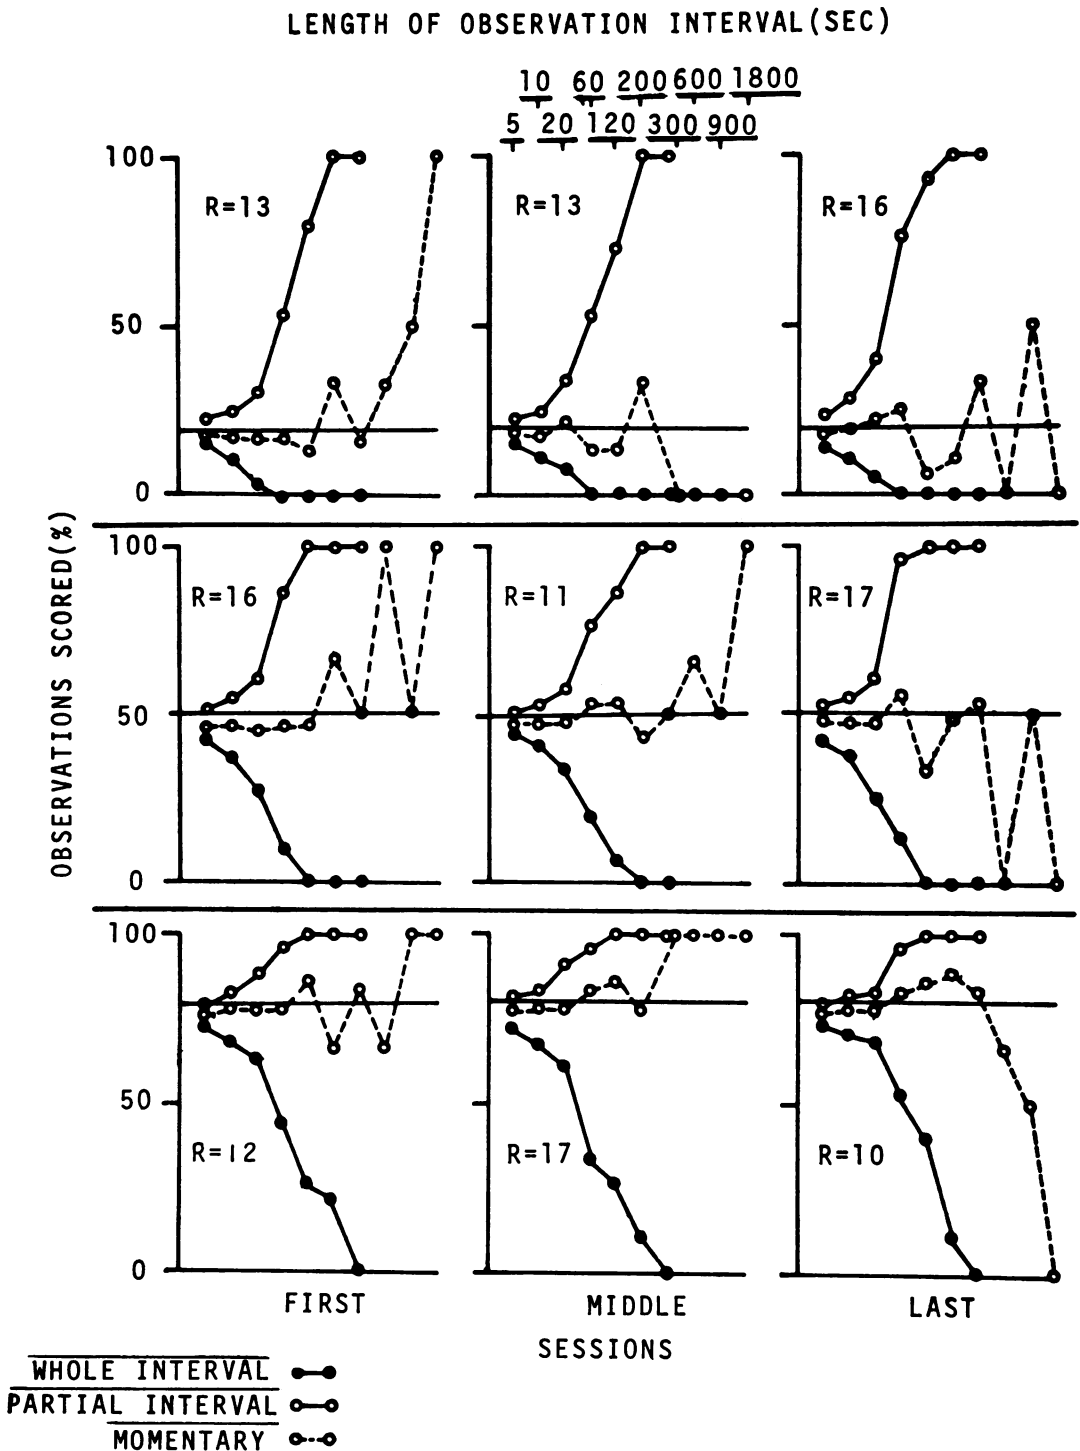 LENGTH OF OBSERVATION INTERVAL(SEC)
10 60 200 600 1800
5 20 120 300 900
100
50
0
R=13
R=13
R=16
OBSERVATIONS SCORED(%)
100
50
0
R=16
R=11
R=17
100
50
0
R=12
R=17
R=10
FIRST MIDDLE LAST
SESSIONS
WHOLE INTERVAL
PARTIAL INTERVAL
MOMENTARY